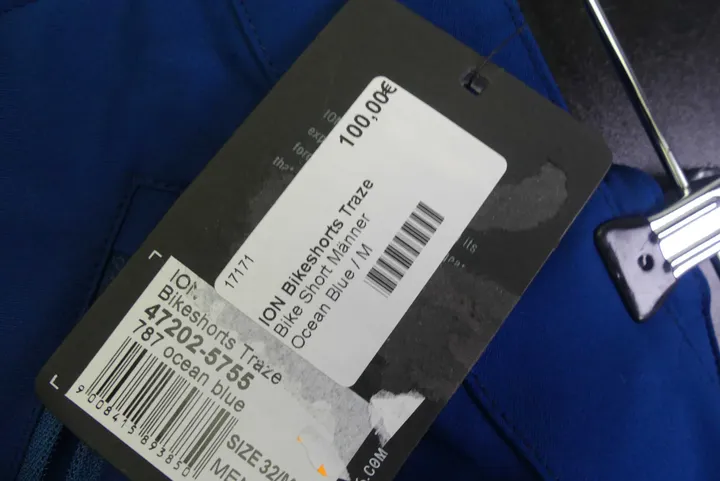 100,00€
17171
ION Bikeshorts Traze
Bike Short Männer
Ocean Blue / M
ION
Bikeshorts Traze
47202-5755
787 ocean blue
SIZE 32/M
9008415893850
.COM